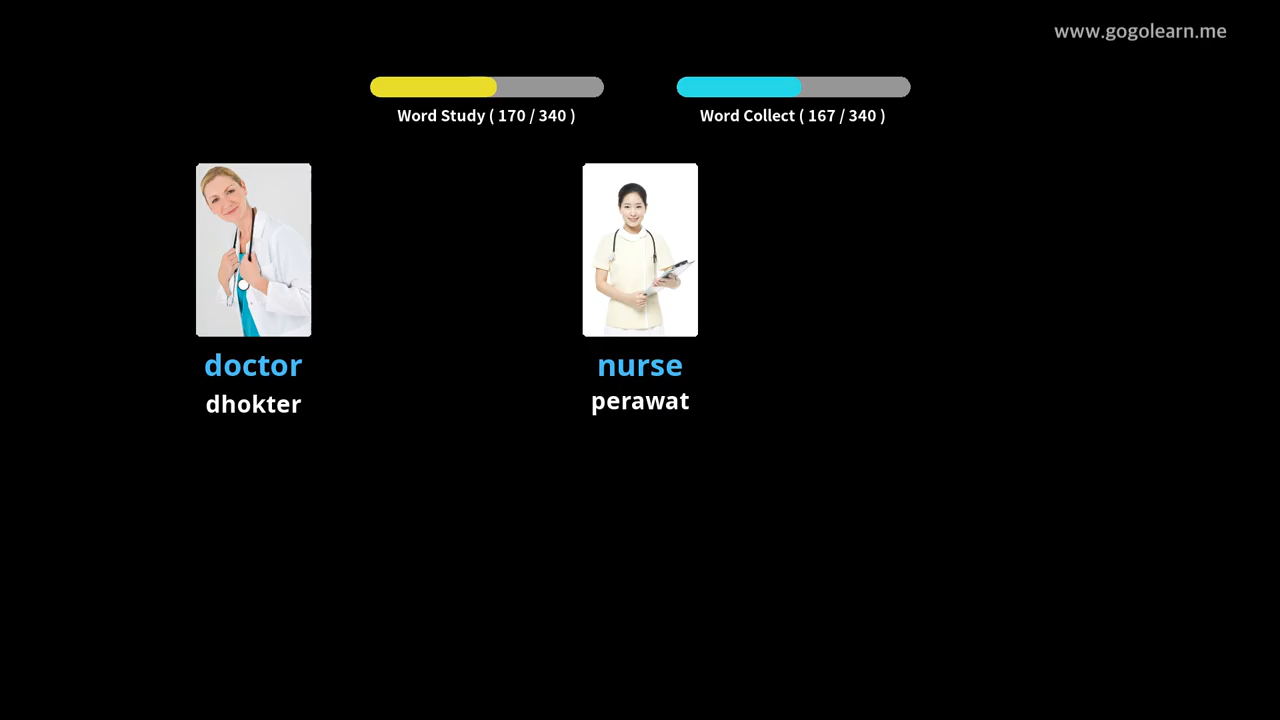 www.gogolearn.me
Word Study ( 170 / 340 )
Word Collect ( 167 / 340 )
doctor
dhokter
nurse
perawat